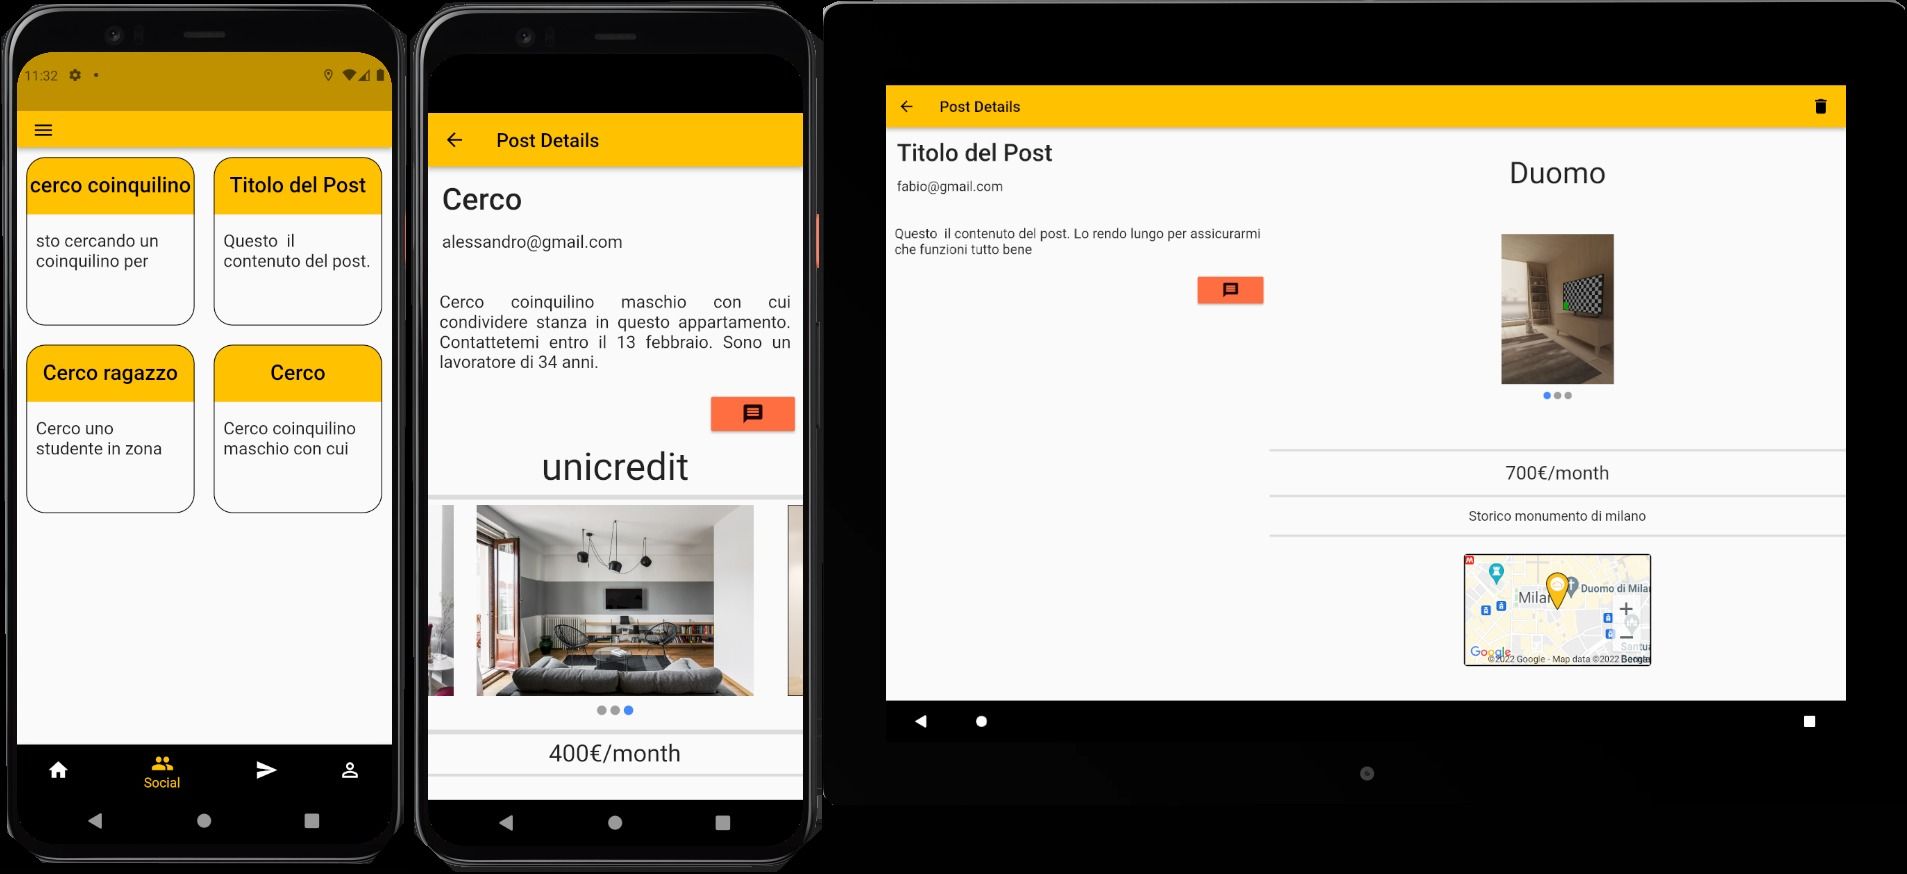 11:32
cerco coinquilino
sto cercando un
coinquilino per
Titolo del Post
Questo  il
contenuto del post.
Cerco ragazzo
Cerco uno
studente in zona
Cerco
Cerco coinquilino
maschio con cui
Social
Post Details
Cerco
alessandro@gmail.com
Cerco coinquilino maschio con cui
condividere stanza in questo appartamento.
Contattetemi entro il 13 febbraio. Sono un
lavoratore di 34 anni.
unicredit
400€/month
Post Details
Titolo del Post
fabio@gmail.com
Questo  il contenuto del post. Lo rendo lungo per assicurarmi
che funzioni tutto bene
Duomo
700€/month
Storico monumento di milano
M
Duomo di Milan
Milan
+
Google
©2022 Google - Map data ©2022